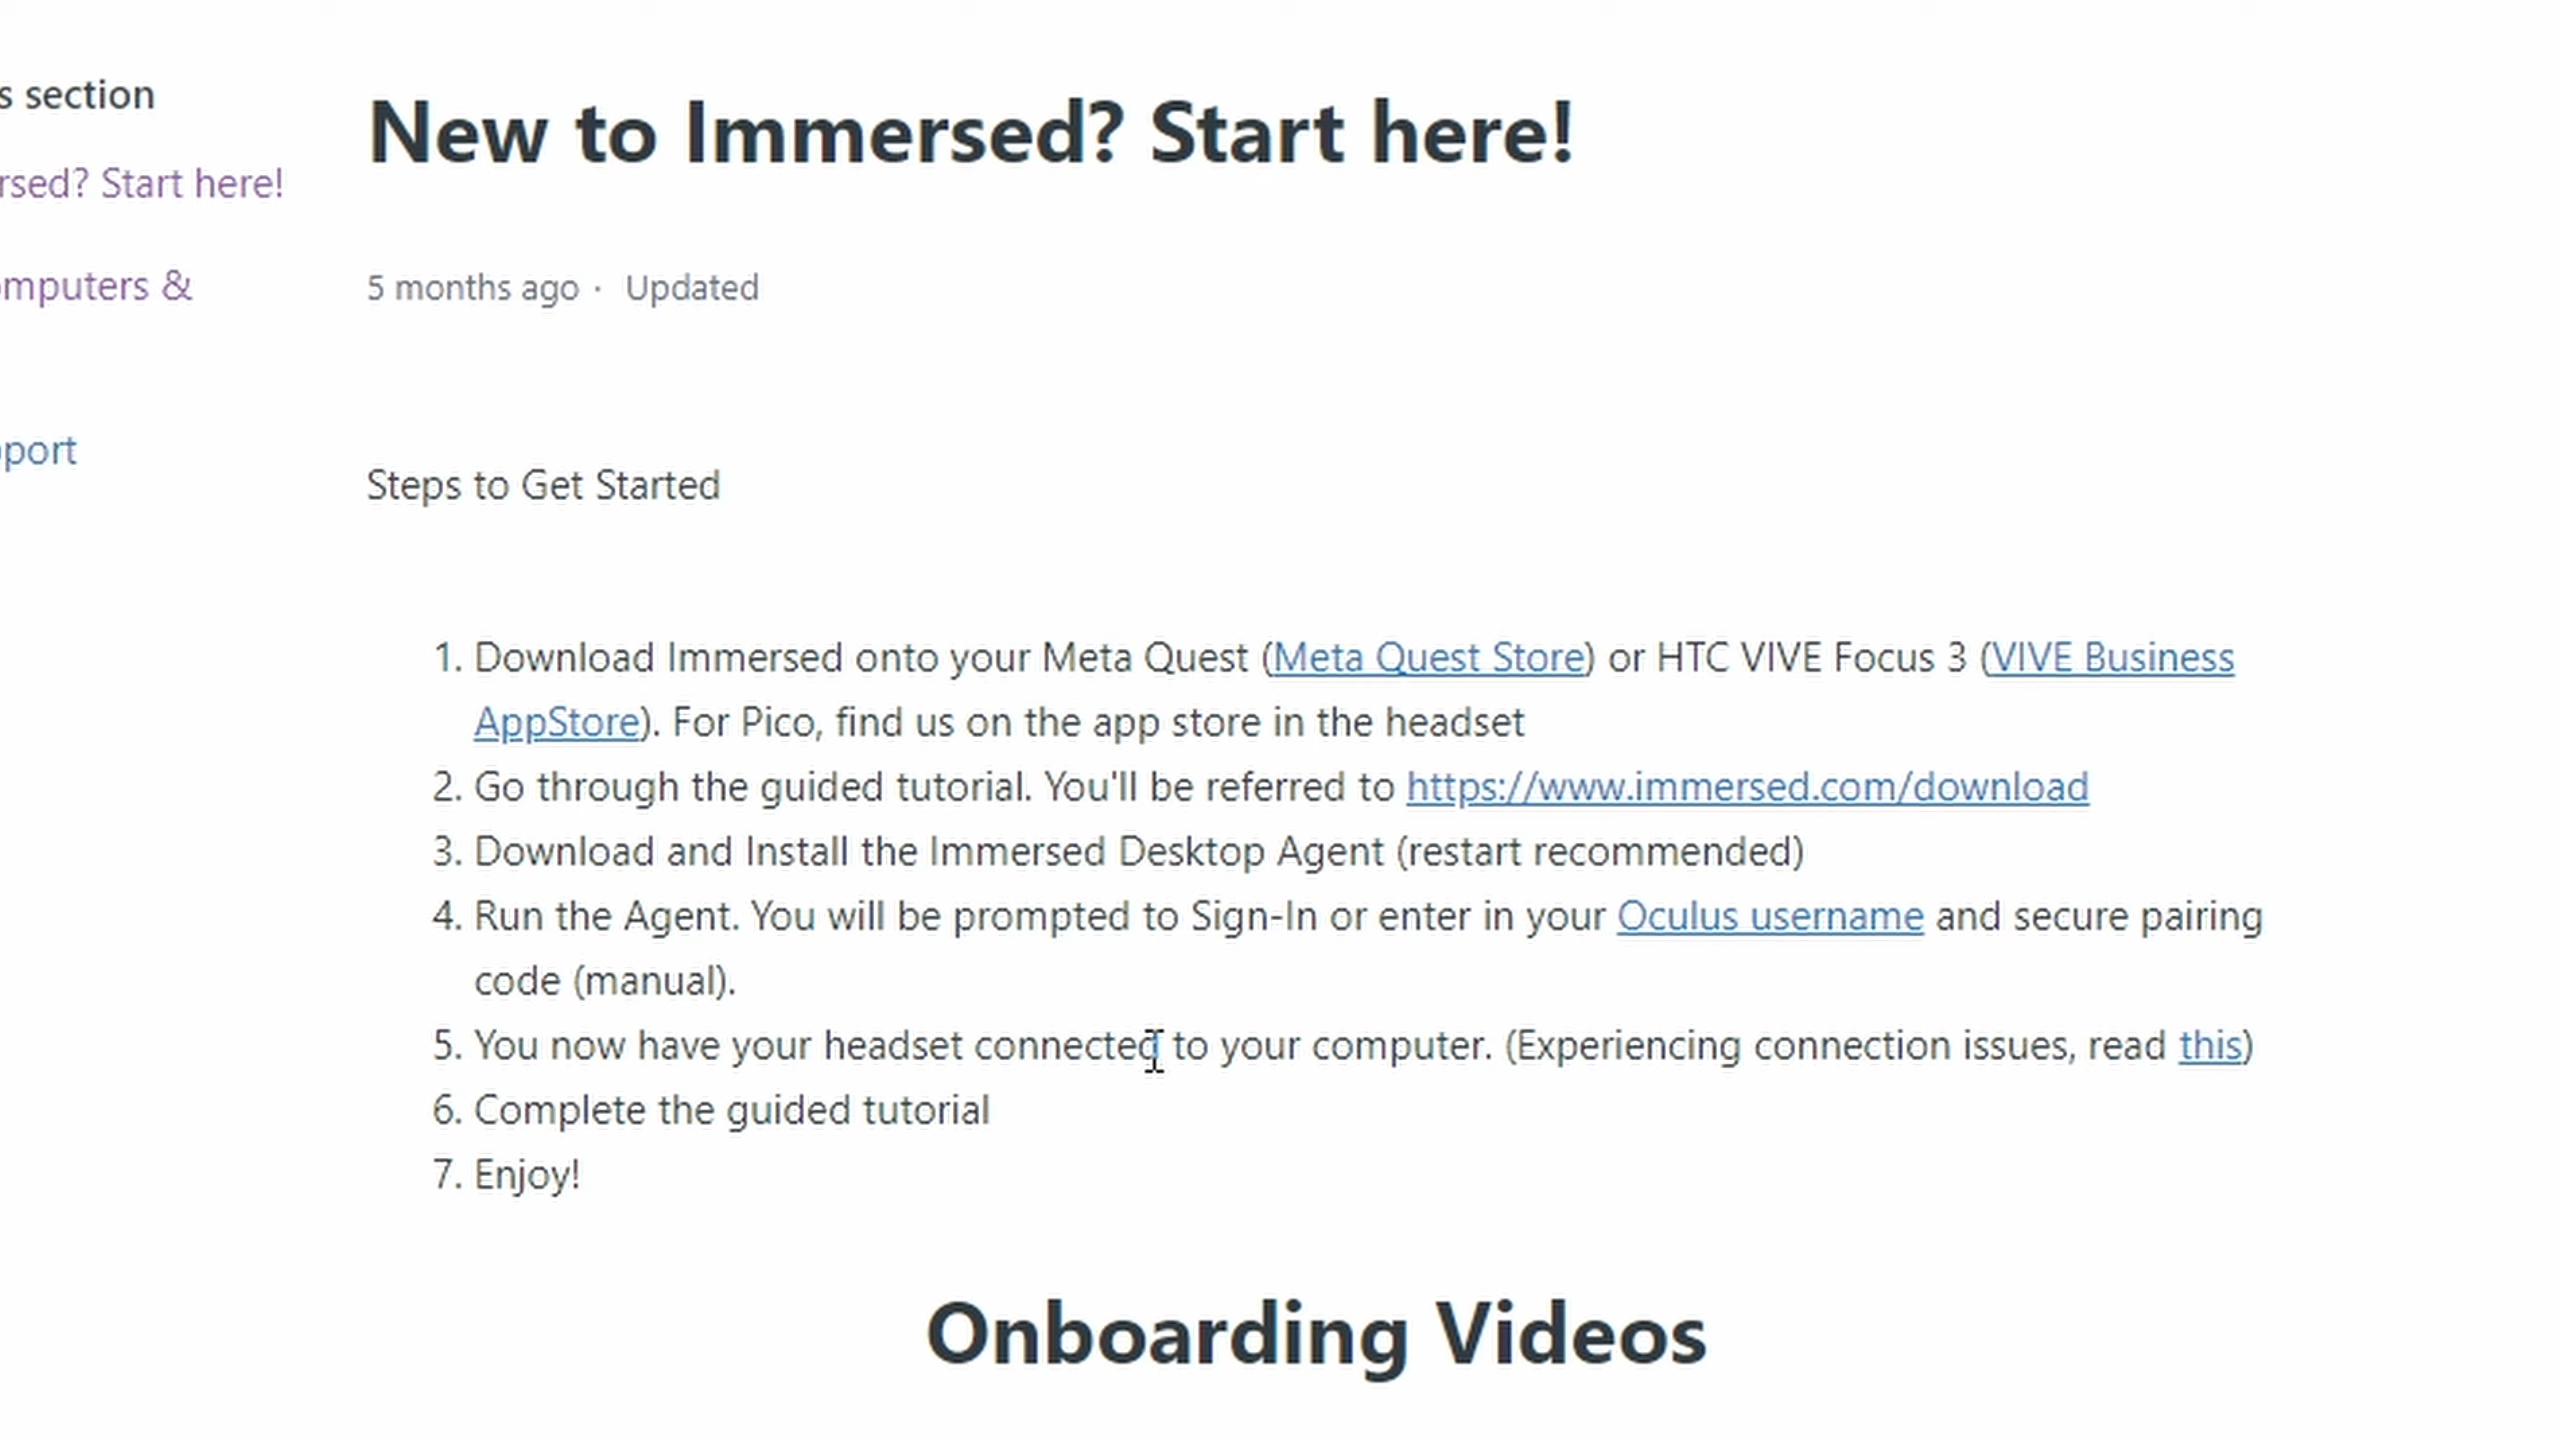 s section
rsed? Start here!
omputers &
port
New to Immersed? Start here!
5 months ago · Updated
Steps to Get Started
1. Download Immersed onto your Meta Quest (Meta Quest Store) or HTC VIVE Focus 3 (VIVE Business
AppStore). For Pico, find us on the app store in the headset
2. Go through the guided tutorial. You'll be referred to https://www.immersed.com/download
3. Download and Install the Immersed Desktop Agent (restart recommended)
4. Run the Agent. You will be prompted to Sign-In or enter in your Oculus username and secure pairing
code (manual).
5. You now have your headset connected to your computer. (Experiencing connection issues, read this)
6. Complete the guided tutorial
7. Enjoy!
Onboarding Videos